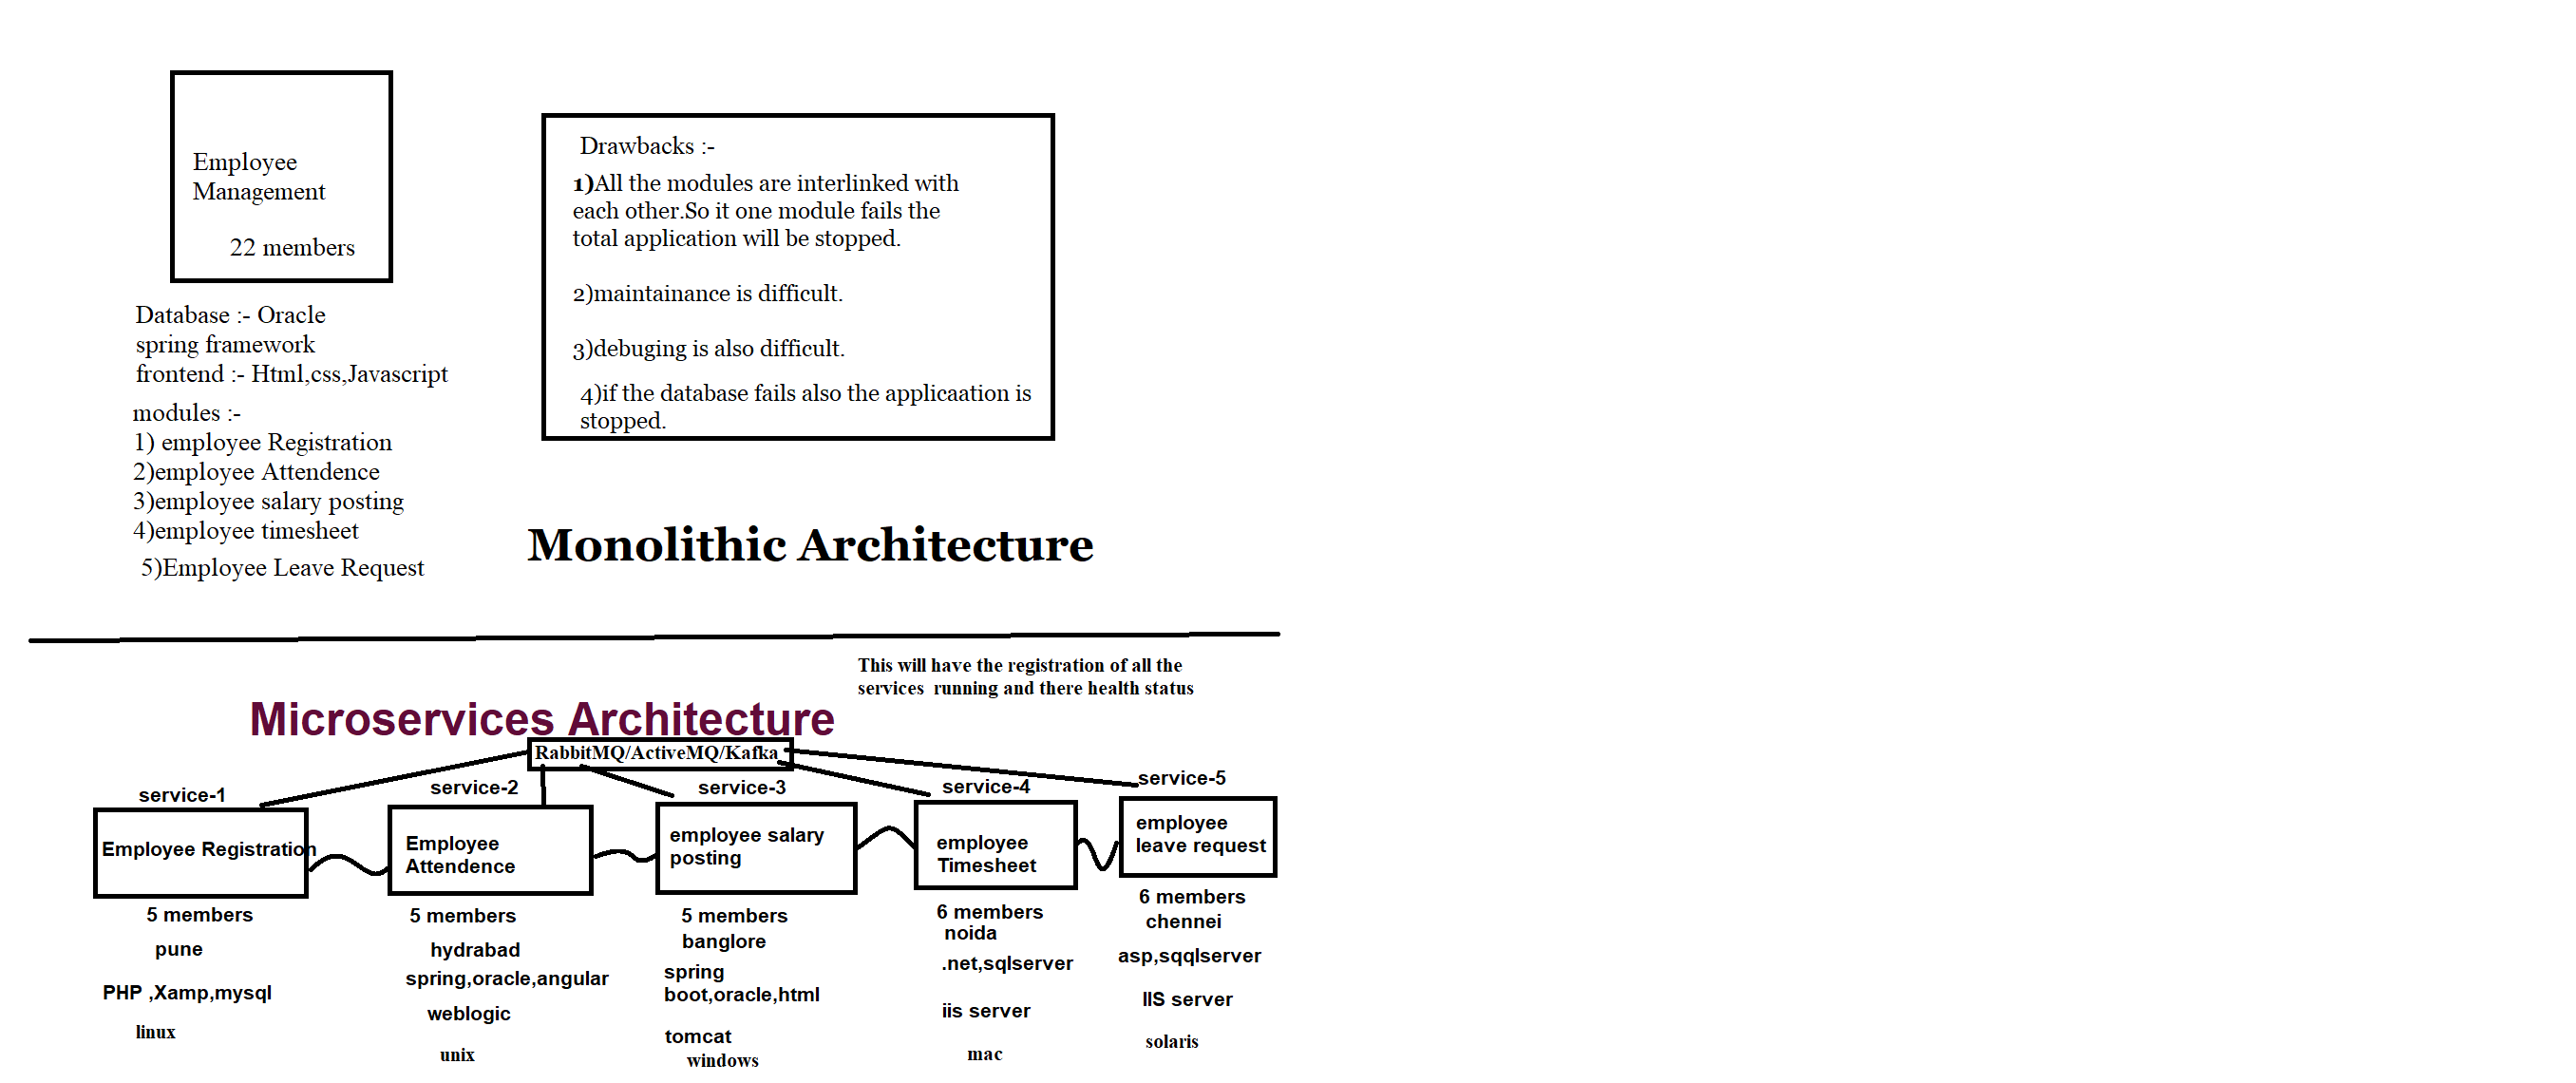 Employee
Management
22 members
Database :- Oracle
spring framework
frontend :- Html,css,Javascript
modules :-
1) employee Registration
2)employee Attendence
3)employee salary posting
4)employee timesheet
5)Employee Leave Request
Drawbacks :-
1)All the modules are interlinked with
each other.So it one module fails the
total application will be stopped.
2)maintainance is difficult.
3)debuging is also difficult.
4)if the database fails also the applicaation is
stopped.
Monolithic Architecture
This will have the registration of all the
services  running and there health status
Microservices Architecture
RabbitMQ/ActiveMQ/Kafka
service-1
Employee Registration
5 members
pune
PHP ,Xamp,mysql
linux
service-2
Employee
Attendence
5 members
hydrabad
spring,oracle,angular
weblogic
unix
service-3
employee salary
posting
5 members
banglore
spring
boot,oracle,html
tomcat
windows
service-4
employee
Timesheet
6 members
noida
.net,sqlserver
iis server
mac
service-5
employee
leave request
6 members
chennei
asp,sqqlserver
IIS server
solaris